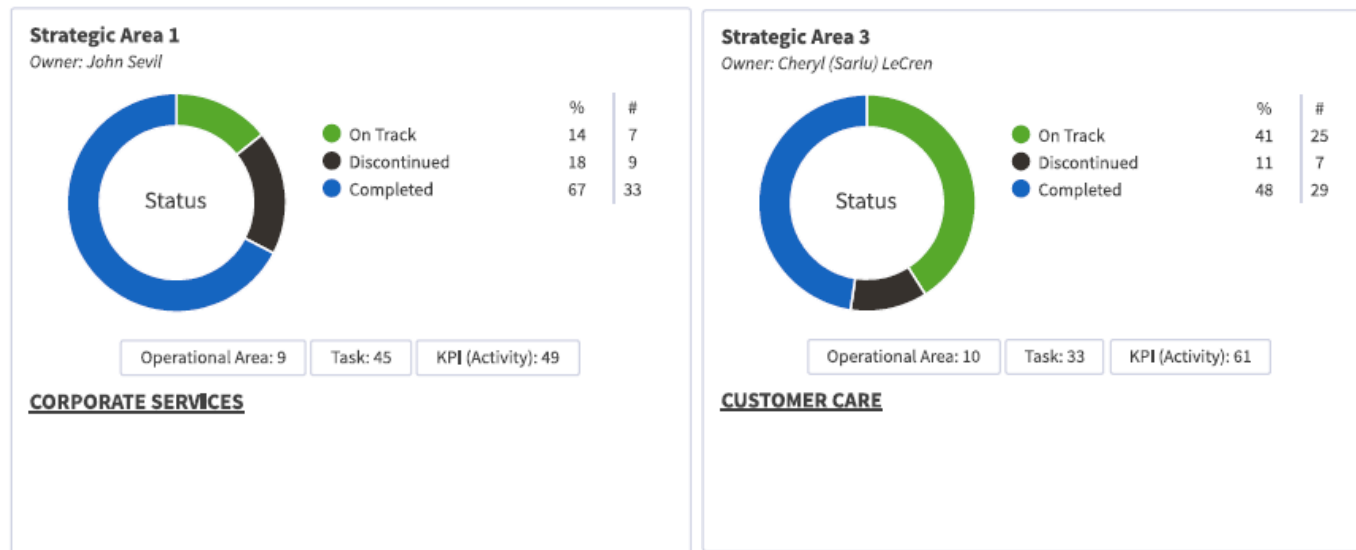 Strategic Area 1
Owner: John Sevil
% #
On Track 14 7
Discontinued 18 9
Completed 67 33
Status
Operational Area: 9 Task: 45 KPI (Activity): 49
CORPORATE SERVICES
Strategic Area 3
Owner: Cheryl (Sarlu) LeCren
% #
On Track 41 25
Discontinued 11 7
Completed 48 29
Status
Operational Area: 10 Task: 33 KPI (Activity): 61
CUSTOMER CARE